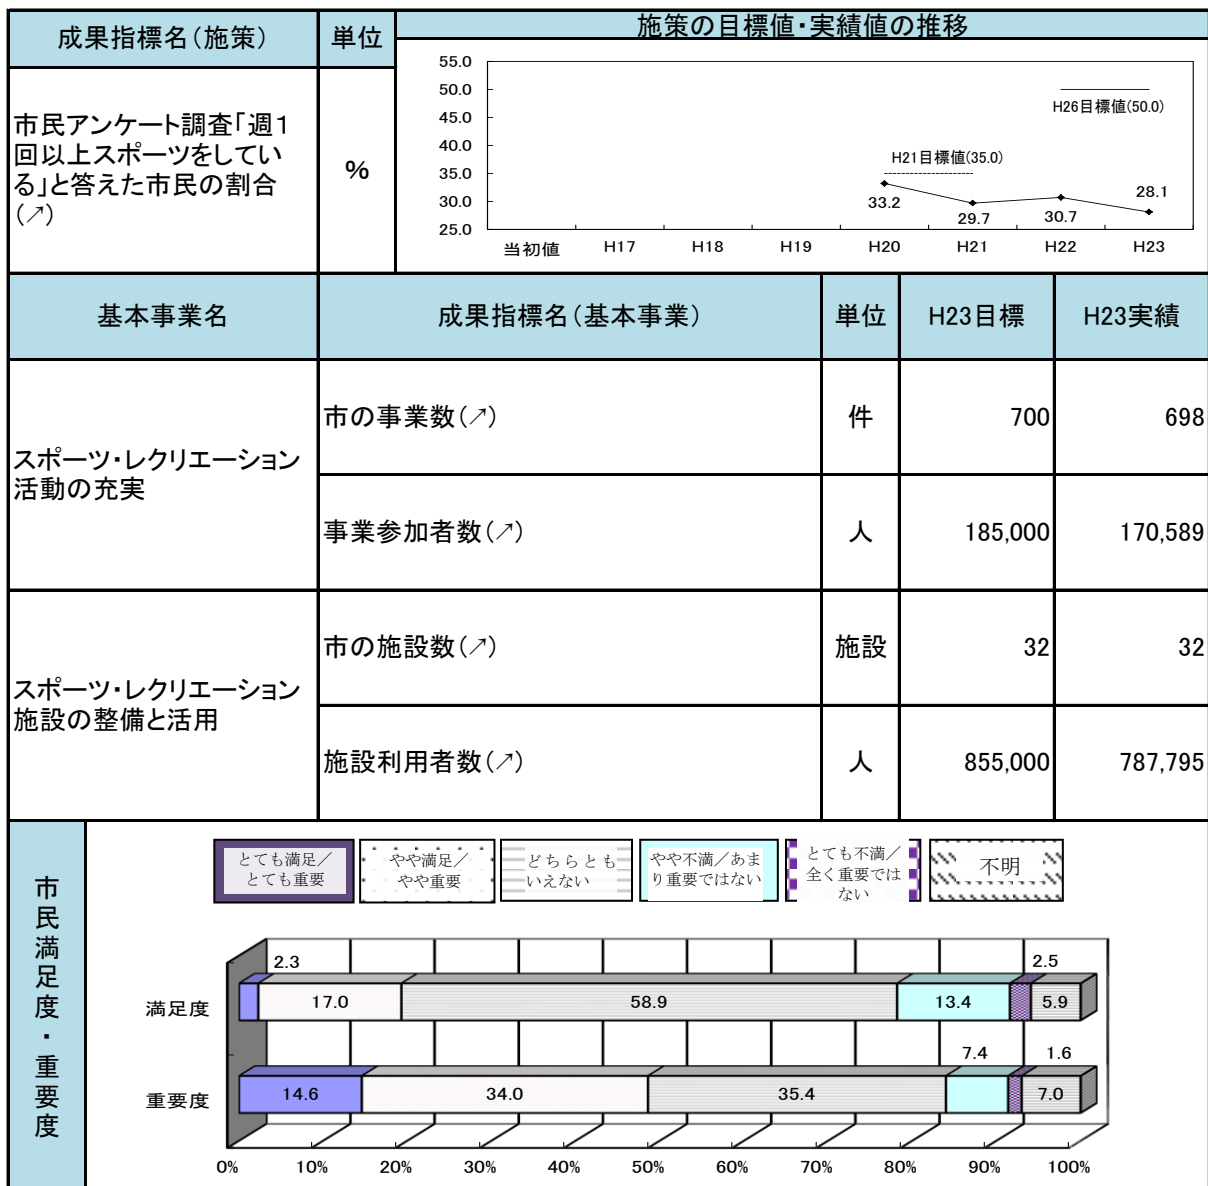 成果指標名（施策）
単位
施策の目標値・実績値の推移
市民アンケート調査「週1
回以上スポーツをしてい
る」と答えた市民の割合
（↗）
%
55.0
50.0
45.0
40.0
35.0
30.0
25.0
H26目標値(50.0)
H21目標値(35.0)
33.2
29.7
30.7
28.1
当初値
H17
H18
H19
H20
H21
H22
H23
基本事業名
成果指標名（基本事業）
単位
H23目標
H23実績
スポーツ・レクリエーション
活動の充実
市の事業数（↗）
件
700
698
事業参加者数（↗）
人
185,000
170,589
スポーツ・レクリエーション
施設の整備と活用
市の施設数（↗）
施設
32
32
施設利用者数（↗）
人
855,000
787,795
市民満足度・重要度
とても満足／
とても重要
やや満足／
やや重要
どちらとも
いえない
やや不満／あま
り重要ではない
とても不満／
全く重要では
ない
不明
満足度
2.3
17.0
58.9
13.4
2.5
5.9
重要度
14.6
34.0
35.4
7.4
1.6
7.0
0%
10%
20%
30%
40%
50%
60%
70%
80%
90%
100%